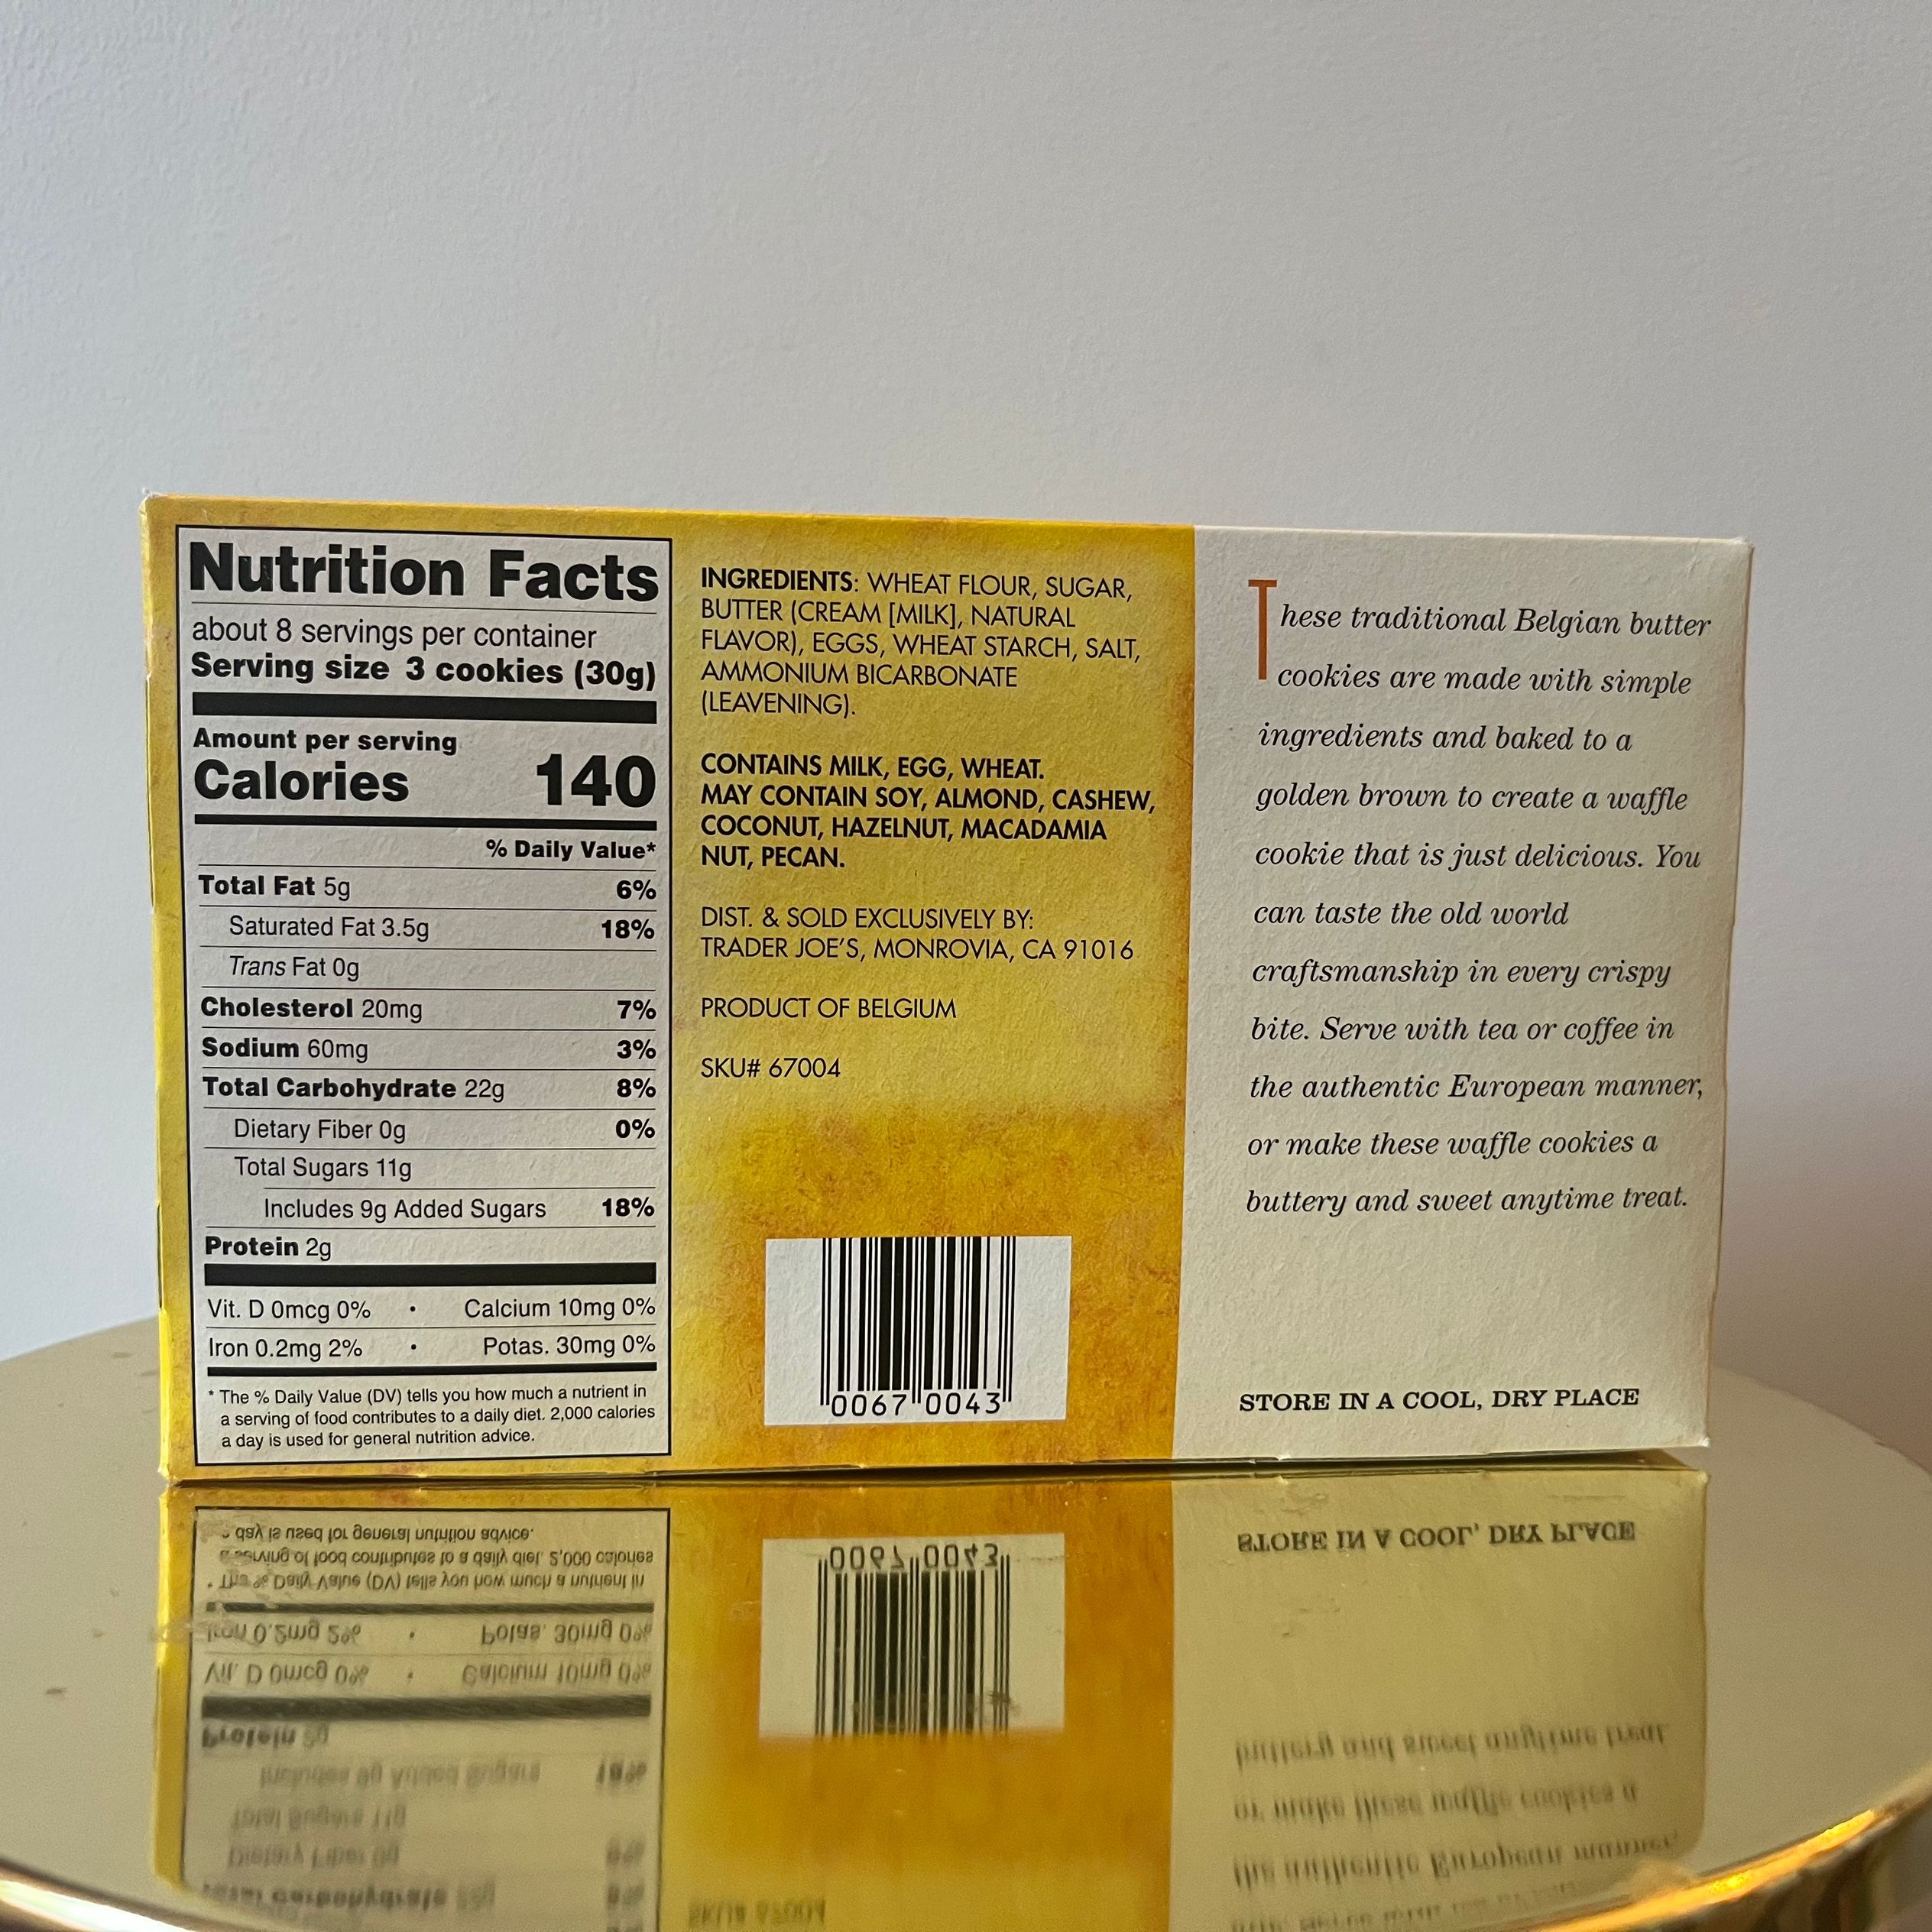 Nutrition Facts
about 8 servings per container
Serving size 3 cookies (30g)
Amount per serving
Calories 140
% Daily Value*
Total Fat 5g 6%
Saturated Fat 3.5g 18%
Trans Fat 0g
Cholesterol 20mg 7%
Sodium 60mg 3%
Total Carbohydrate 22g 8%
Dietary Fiber 0g 0%
Total Sugars 11g
Includes 9g Added Sugars 18%
Protein 2g
Vit. D 0mcg 0% • Calcium 10mg 0%
Iron 0.2mg 2% • Potas. 30mg 0%
* The % Daily Value (DV) tells you how much a nutrient in
a serving of food contributes to a daily diet. 2,000 calories
a day is used for general nutrition advice.
INGREDIENTS: WHEAT FLOUR, SUGAR,
BUTTER (CREAM [MILK], NATURAL
FLAVOR), EGGS, WHEAT STARCH, SALT,
AMMONIUM BICARBONATE
(LEAVENING).
CONTAINS MILK, EGG, WHEAT.
MAY CONTAIN SOY, ALMOND, CASHEW,
COCONUT, HAZELNUT, MACADAMIA
NUT, PECAN.
DIST. & SOLD EXCLUSIVELY BY:
TRADER JOE'S, MONROVIA, CA 91016
PRODUCT OF BELGIUM
SKU# 67004
0067 0043
These traditional Belgian butter
cookies are made with simple
ingredients and baked to a
golden brown to create a waffle
cookie that is just delicious. You
can taste the old world
craftsmanship in every crispy
bite. Serve with tea or coffee in
the authentic European manner,
or make these waffle cookies a
buttery and sweet anytime treat.
STORE IN A COOL, DRY PLACE